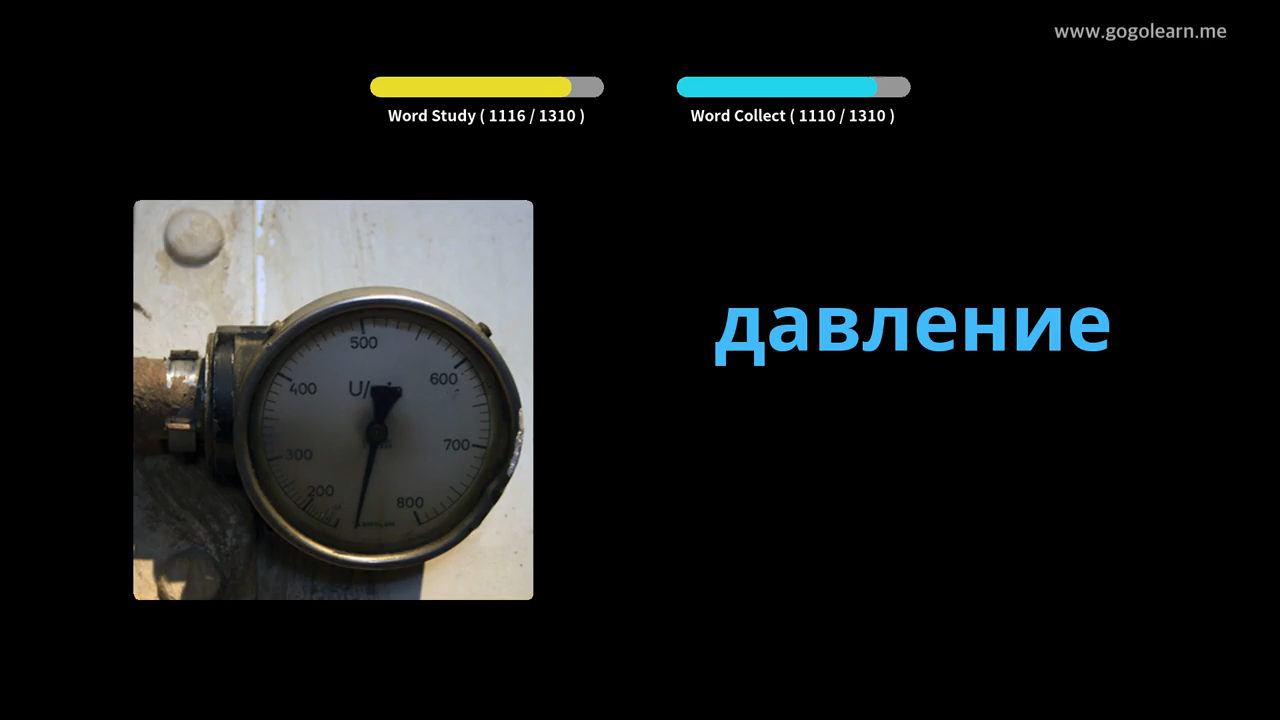 www.gogolearn.me
Word Study ( 1116 / 1310 )
Word Collect ( 1110 / 1310 )
давление
500
400
600
U/min
300
700
200
800